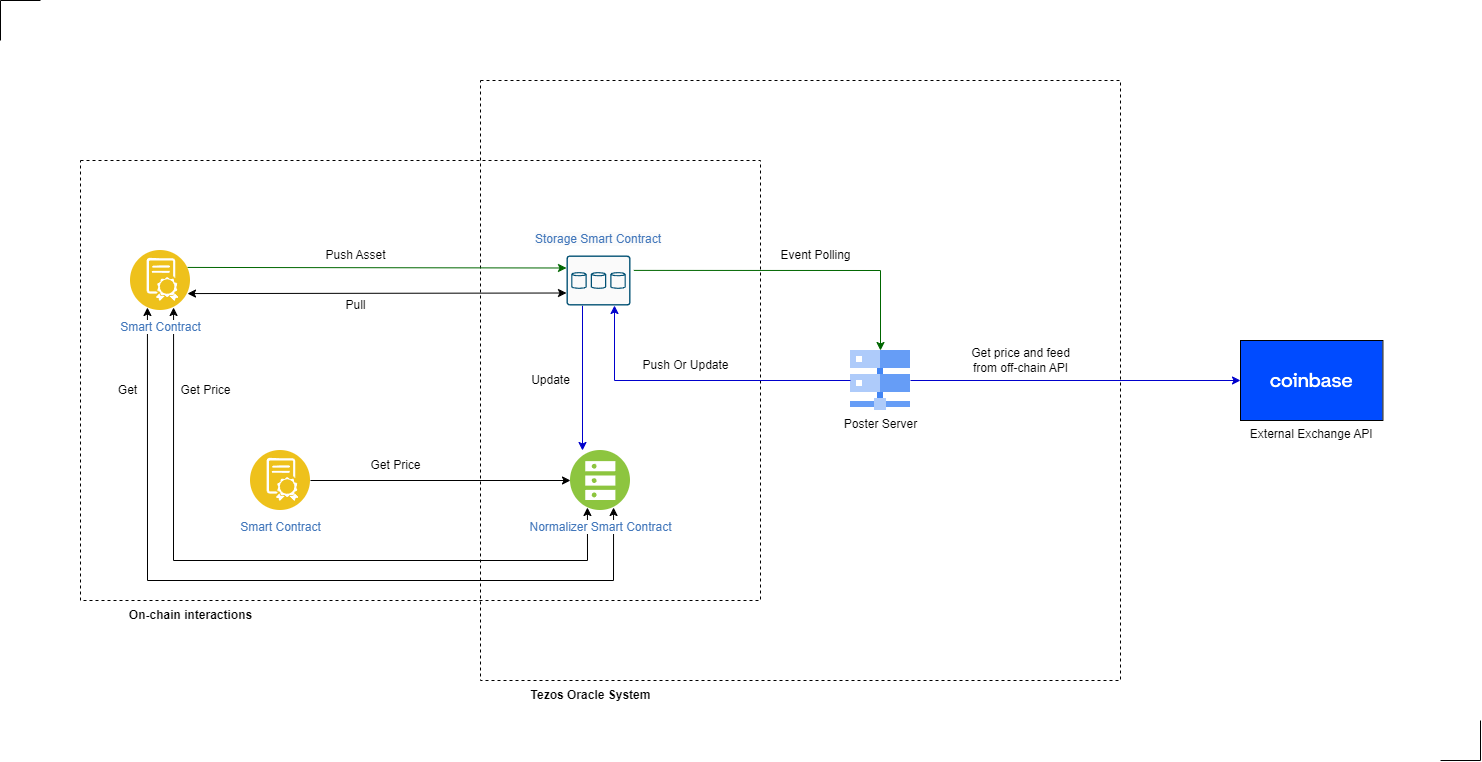 Storage Smart Contract
Push Asset
Event Polling
Pull
Smart Contract
Get price and feed
from off-chain API
Push Or Update
Update
coinbase
Get
Get Price
Poster Server
External Exchange API
Get Price
Smart Contract
Normalizer Smart Contract
On-chain interactions
Tezos Oracle System